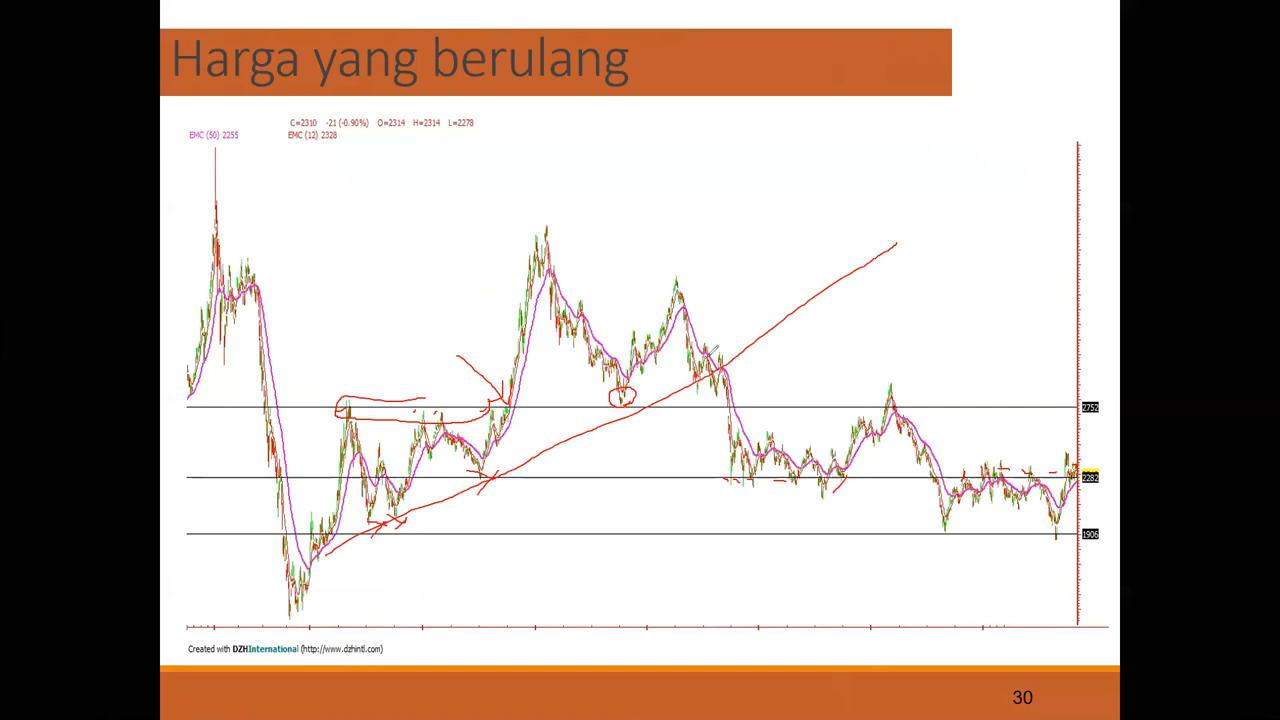 Harga yang berulang
C=2310 -21 (-0.90%) O=2314 H=2314 L=2278
EMC (50) 2255 EMC (12) 2328
2752
2282
1906
Created with DZHInternational (http://www.dzhintl.com)
30